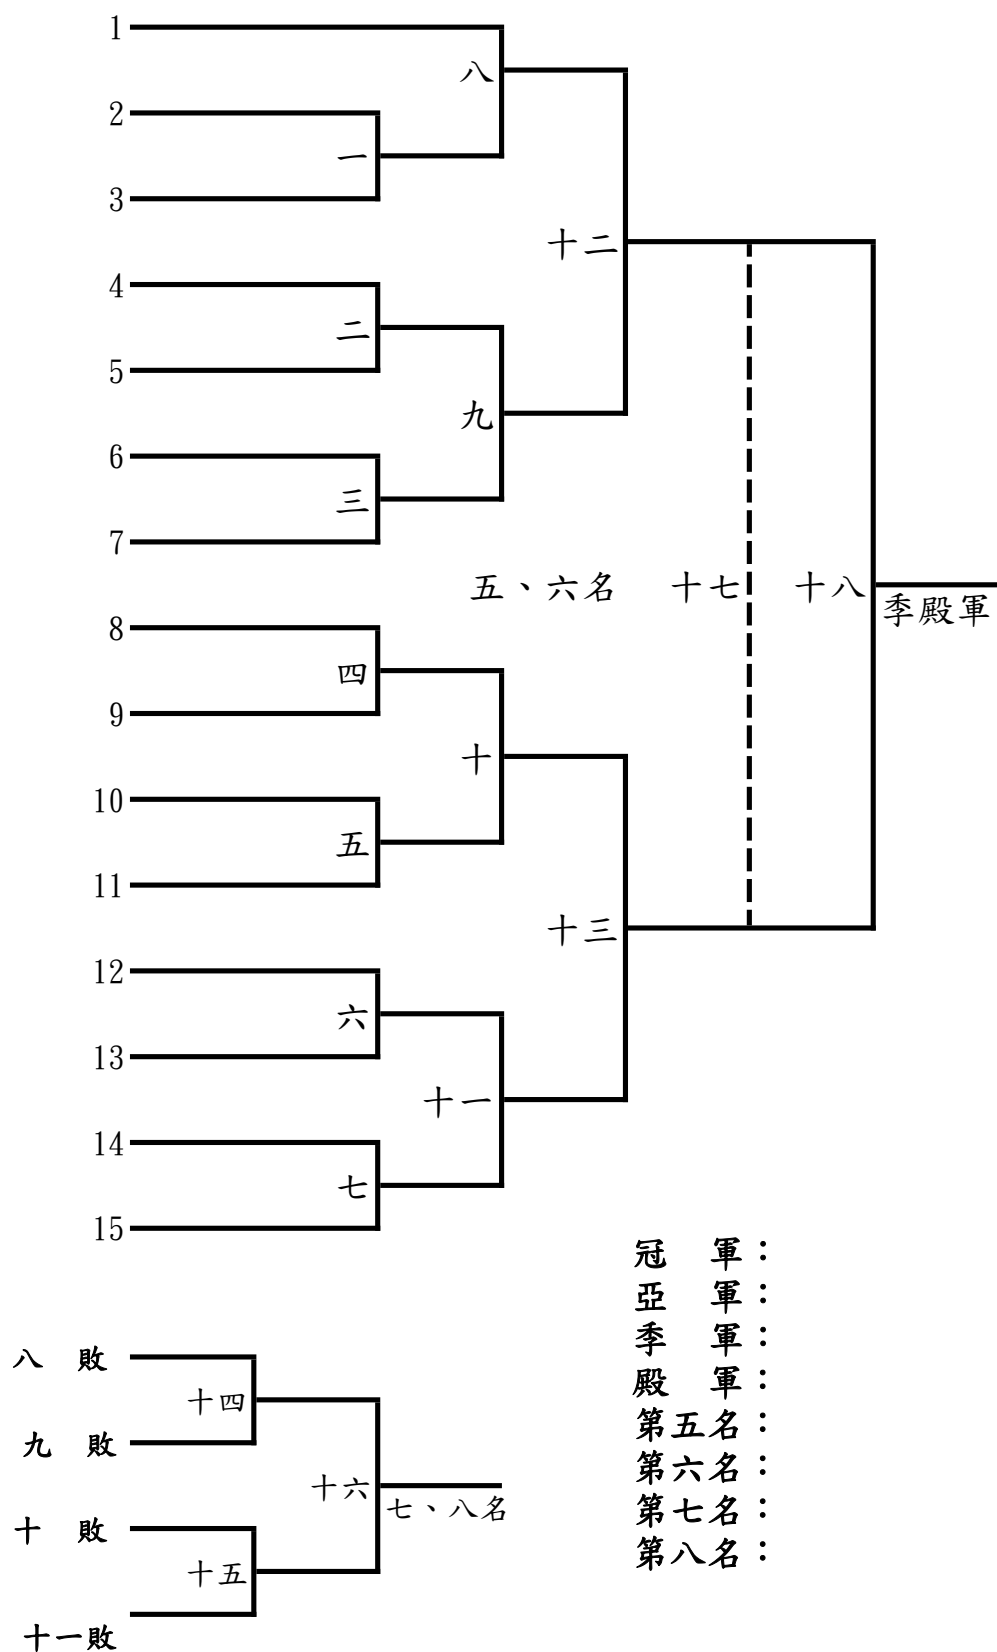 1
八
2
一
3
十二
4
二
5
九
6
三
7
五、六名 十七 十八
季殿軍
8
四
9
十
10
五
11
十三
12
六
13
十一
14
七
15
冠 軍：
亞 軍：
季 軍：
殿 軍：
第五名：
第六名：
第七名：
第八名：
八 敗
十四
九 敗
十六
七、八名
十 敗
十五
十一敗